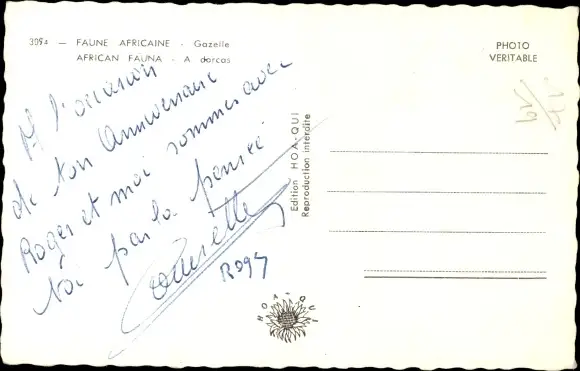 3094 — FAUNE AFRICAINE - Gazelle
AFRICAN FAUNA - A dorcas
PHOTO
VERITABLE
A l'occasion
de ton Anniversaire
Roger et moi sommes avec
toi par la pensée
Edition HOA-QUI
Reproduction interdite
HOA-QUI